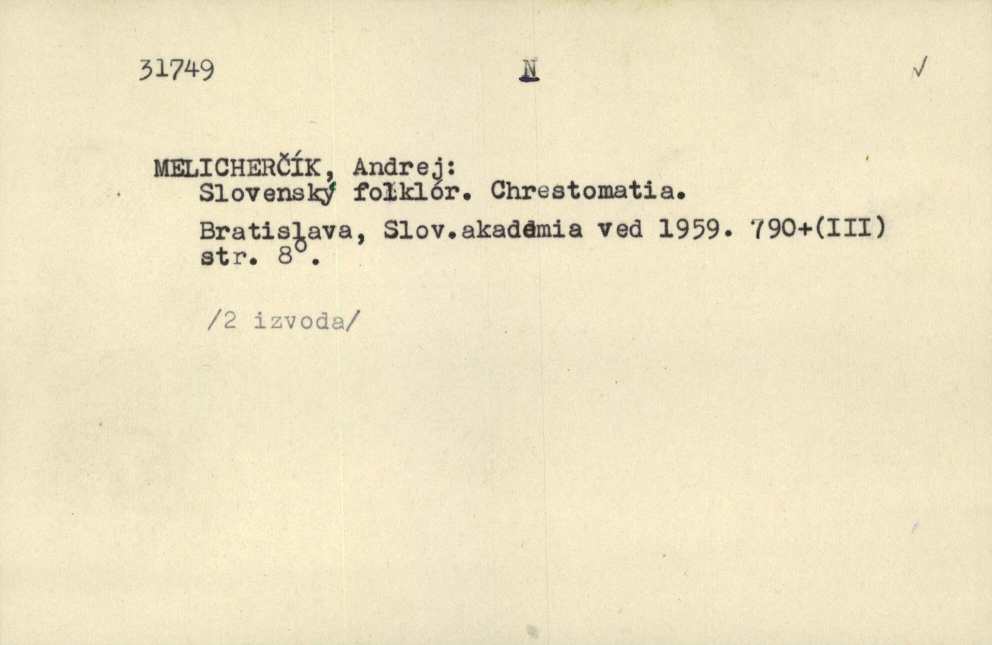 31749 N ✓
MELICHERČÍK, Andrej:
Slovenský folklór. Chrestomatia.
Bratislava, Slov.akadémia ved 1959. 790+(III)
str. 8°.
/2 izvoda/